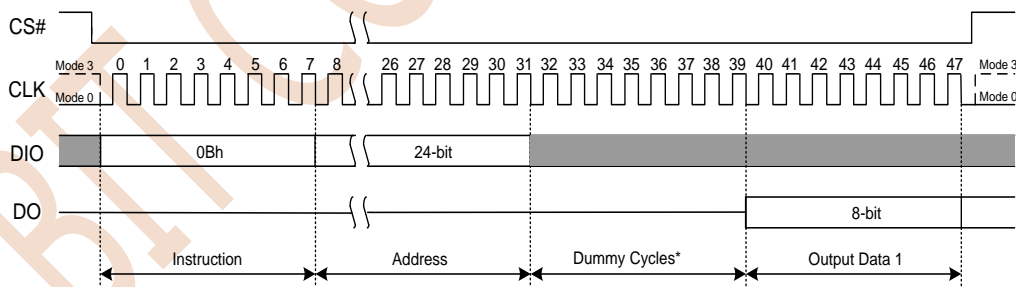 CS#
Mode 3 0 1 2 3 4 5 6 7 8 26 27 28 29 30 31 32 33 34 35 36 37 38 39 40 41 42 43 44 45 46 47 Mode 3
CLK
Mode 0 Mode 0
DIO 0Bh 24-bit
DO 8-bit
Instruction Address Dummy Cycles* Output Data 1